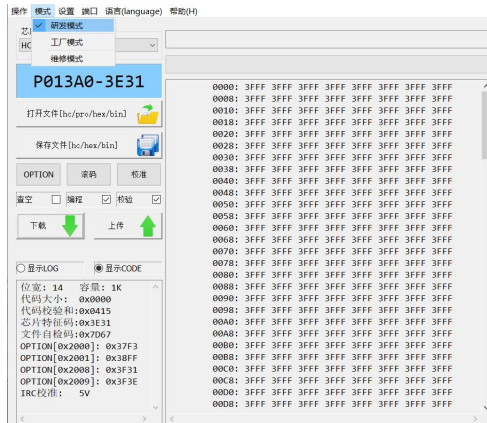 操作 模式 设置 端口 语言(language) 帮助(H)
研发模式
工厂模式
维修模式
P013A0-3E31
打开文件[hc/pro/hex/bin]
保存文件[hc/hex/bin]
OPTION 滚码 校准
查空 编程 校验
下载 上传
显示LOG 显示CODE
位宽: 14 容量: 1K
代码大小: 0x0000
代码校验和:0x0415
芯片特征码:0x3E31
文件自检码:0x7D67
OPTION[0x2000]: 0x37F3
OPTION[0x2001]: 0x38FF
OPTION[0x2008]: 0x3F31
OPTION[0x2009]: 0x3F3E
IRC校准: 5V
0000: 3FFF 3FFF 3FFF 3FFF 3FFF 3FFF 3FFF 3FFF
0008: 3FFF 3FFF 3FFF 3FFF 3FFF 3FFF 3FFF 3FFF
0010: 3FFF 3FFF 3FFF 3FFF 3FFF 3FFF 3FFF 3FFF
0018: 3FFF 3FFF 3FFF 3FFF 3FFF 3FFF 3FFF 3FFF
0020: 3FFF 3FFF 3FFF 3FFF 3FFF 3FFF 3FFF 3FFF
0028: 3FFF 3FFF 3FFF 3FFF 3FFF 3FFF 3FFF 3FFF
0030: 3FFF 3FFF 3FFF 3FFF 3FFF 3FFF 3FFF 3FFF
0038: 3FFF 3FFF 3FFF 3FFF 3FFF 3FFF 3FFF 3FFF
0040: 3FFF 3FFF 3FFF 3FFF 3FFF 3FFF 3FFF 3FFF
0048: 3FFF 3FFF 3FFF 3FFF 3FFF 3FFF 3FFF 3FFF
0050: 3FFF 3FFF 3FFF 3FFF 3FFF 3FFF 3FFF 3FFF
0058: 3FFF 3FFF 3FFF 3FFF 3FFF 3FFF 3FFF 3FFF
0060: 3FFF 3FFF 3FFF 3FFF 3FFF 3FFF 3FFF 3FFF
0068: 3FFF 3FFF 3FFF 3FFF 3FFF 3FFF 3FFF 3FFF
0070: 3FFF 3FFF 3FFF 3FFF 3FFF 3FFF 3FFF 3FFF
0078: 3FFF 3FFF 3FFF 3FFF 3FFF 3FFF 3FFF 3FFF
0080: 3FFF 3FFF 3FFF 3FFF 3FFF 3FFF 3FFF 3FFF
0088: 3FFF 3FFF 3FFF 3FFF 3FFF 3FFF 3FFF 3FFF
0090: 3FFF 3FFF 3FFF 3FFF 3FFF 3FFF 3FFF 3FFF
0098: 3FFF 3FFF 3FFF 3FFF 3FFF 3FFF 3FFF 3FFF
00A0: 3FFF 3FFF 3FFF 3FFF 3FFF 3FFF 3FFF 3FFF
00A8: 3FFF 3FFF 3FFF 3FFF 3FFF 3FFF 3FFF 3FFF
00B0: 3FFF 3FFF 3FFF 3FFF 3FFF 3FFF 3FFF 3FFF
00B8: 3FFF 3FFF 3FFF 3FFF 3FFF 3FFF 3FFF 3FFF
00C0: 3FFF 3FFF 3FFF 3FFF 3FFF 3FFF 3FFF 3FFF
00C8: 3FFF 3FFF 3FFF 3FFF 3FFF 3FFF 3FFF 3FFF
00D0: 3FFF 3FFF 3FFF 3FFF 3FFF 3FFF 3FFF 3FFF
00D8: 3FFF 3FFF 3FFF 3FFF 3FFF 3FFF 3FFF 3FFF